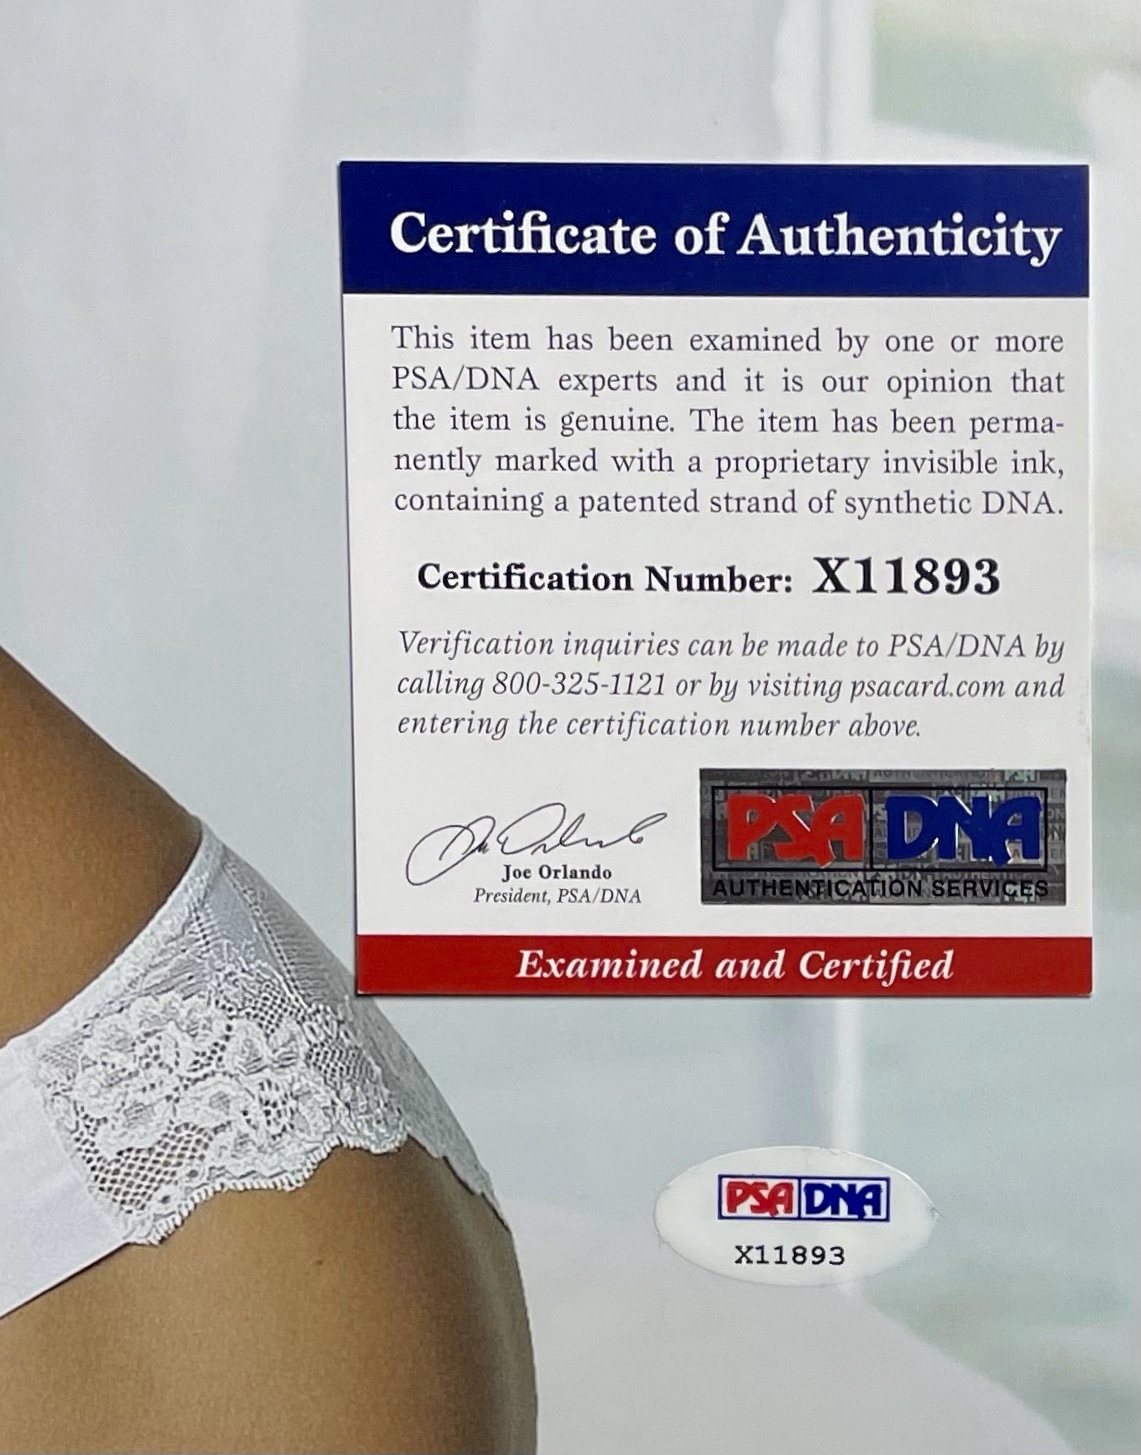 Certificate of Authenticity
This item has been examined by one or more
PSA/DNA experts and it is our opinion that
the item is genuine. The item has been perma-
nently marked with a proprietary invisible ink,
containing a patented strand of synthetic DNA.
Certification Number: X11893
Verification inquiries can be made to PSA/DNA by
calling 800-325-1121 or by visiting psacard.com and
entering the certification number above.
Joe Orlando
President, PSA/DNA
PSA DNA
AUTHENTICATION SERVICES
Examined and Certified
PSA DNA
X11893